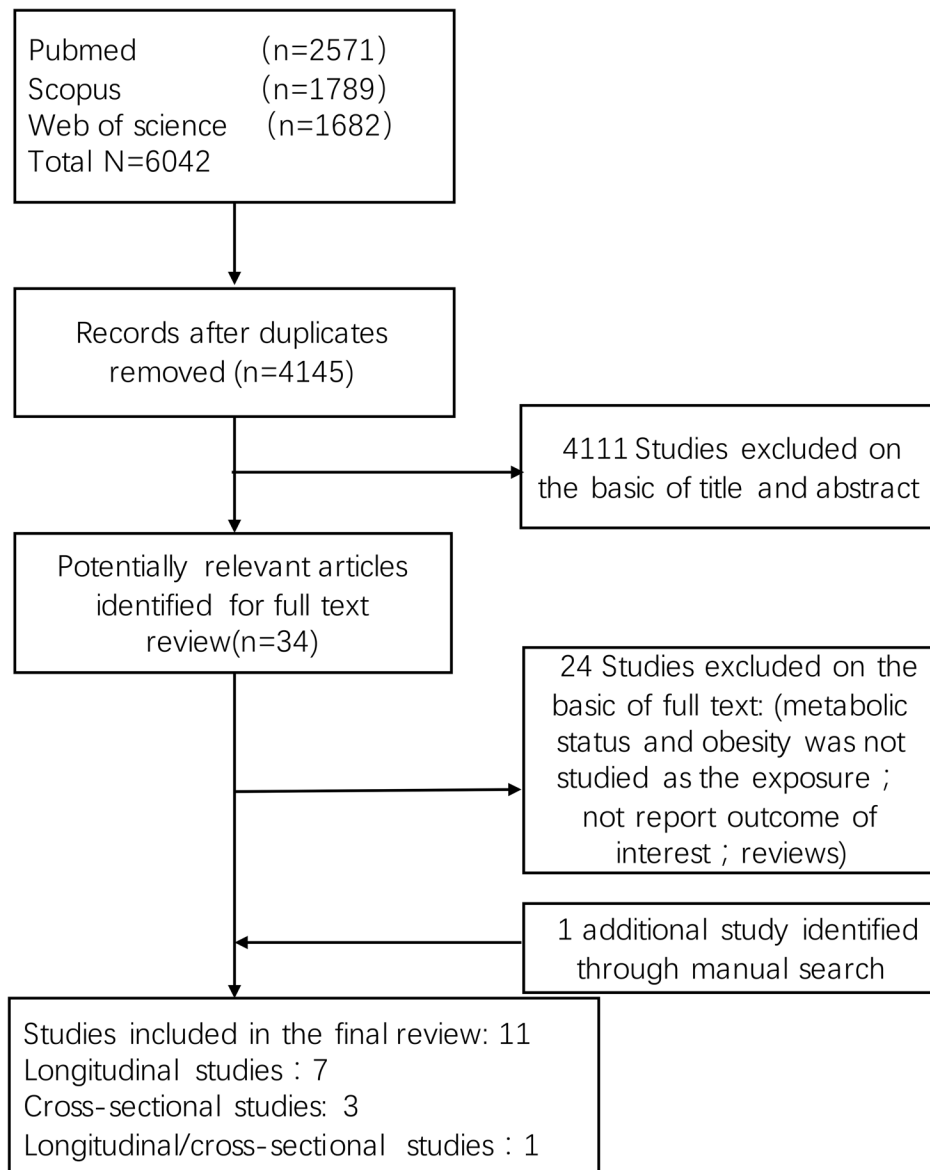 Pubmed (n=2571)
Scopus (n=1789)
Web of science (n=1682)
Total N=6042
Records after duplicates
removed (n=4145)
4111 Studies excluded on
the basic of title and abstract
Potentially relevant articles
identified for full text
review(n=34)
24 Studies excluded on the
basic of full text: (metabolic
status and obesity was not
studied as the exposure；
not report outcome of
interest；reviews)
1 additional study identified
through manual search
Studies included in the final review: 11
Longitudinal studies：7
Cross-sectional studies: 3
Longitudinal/cross-sectional studies：1